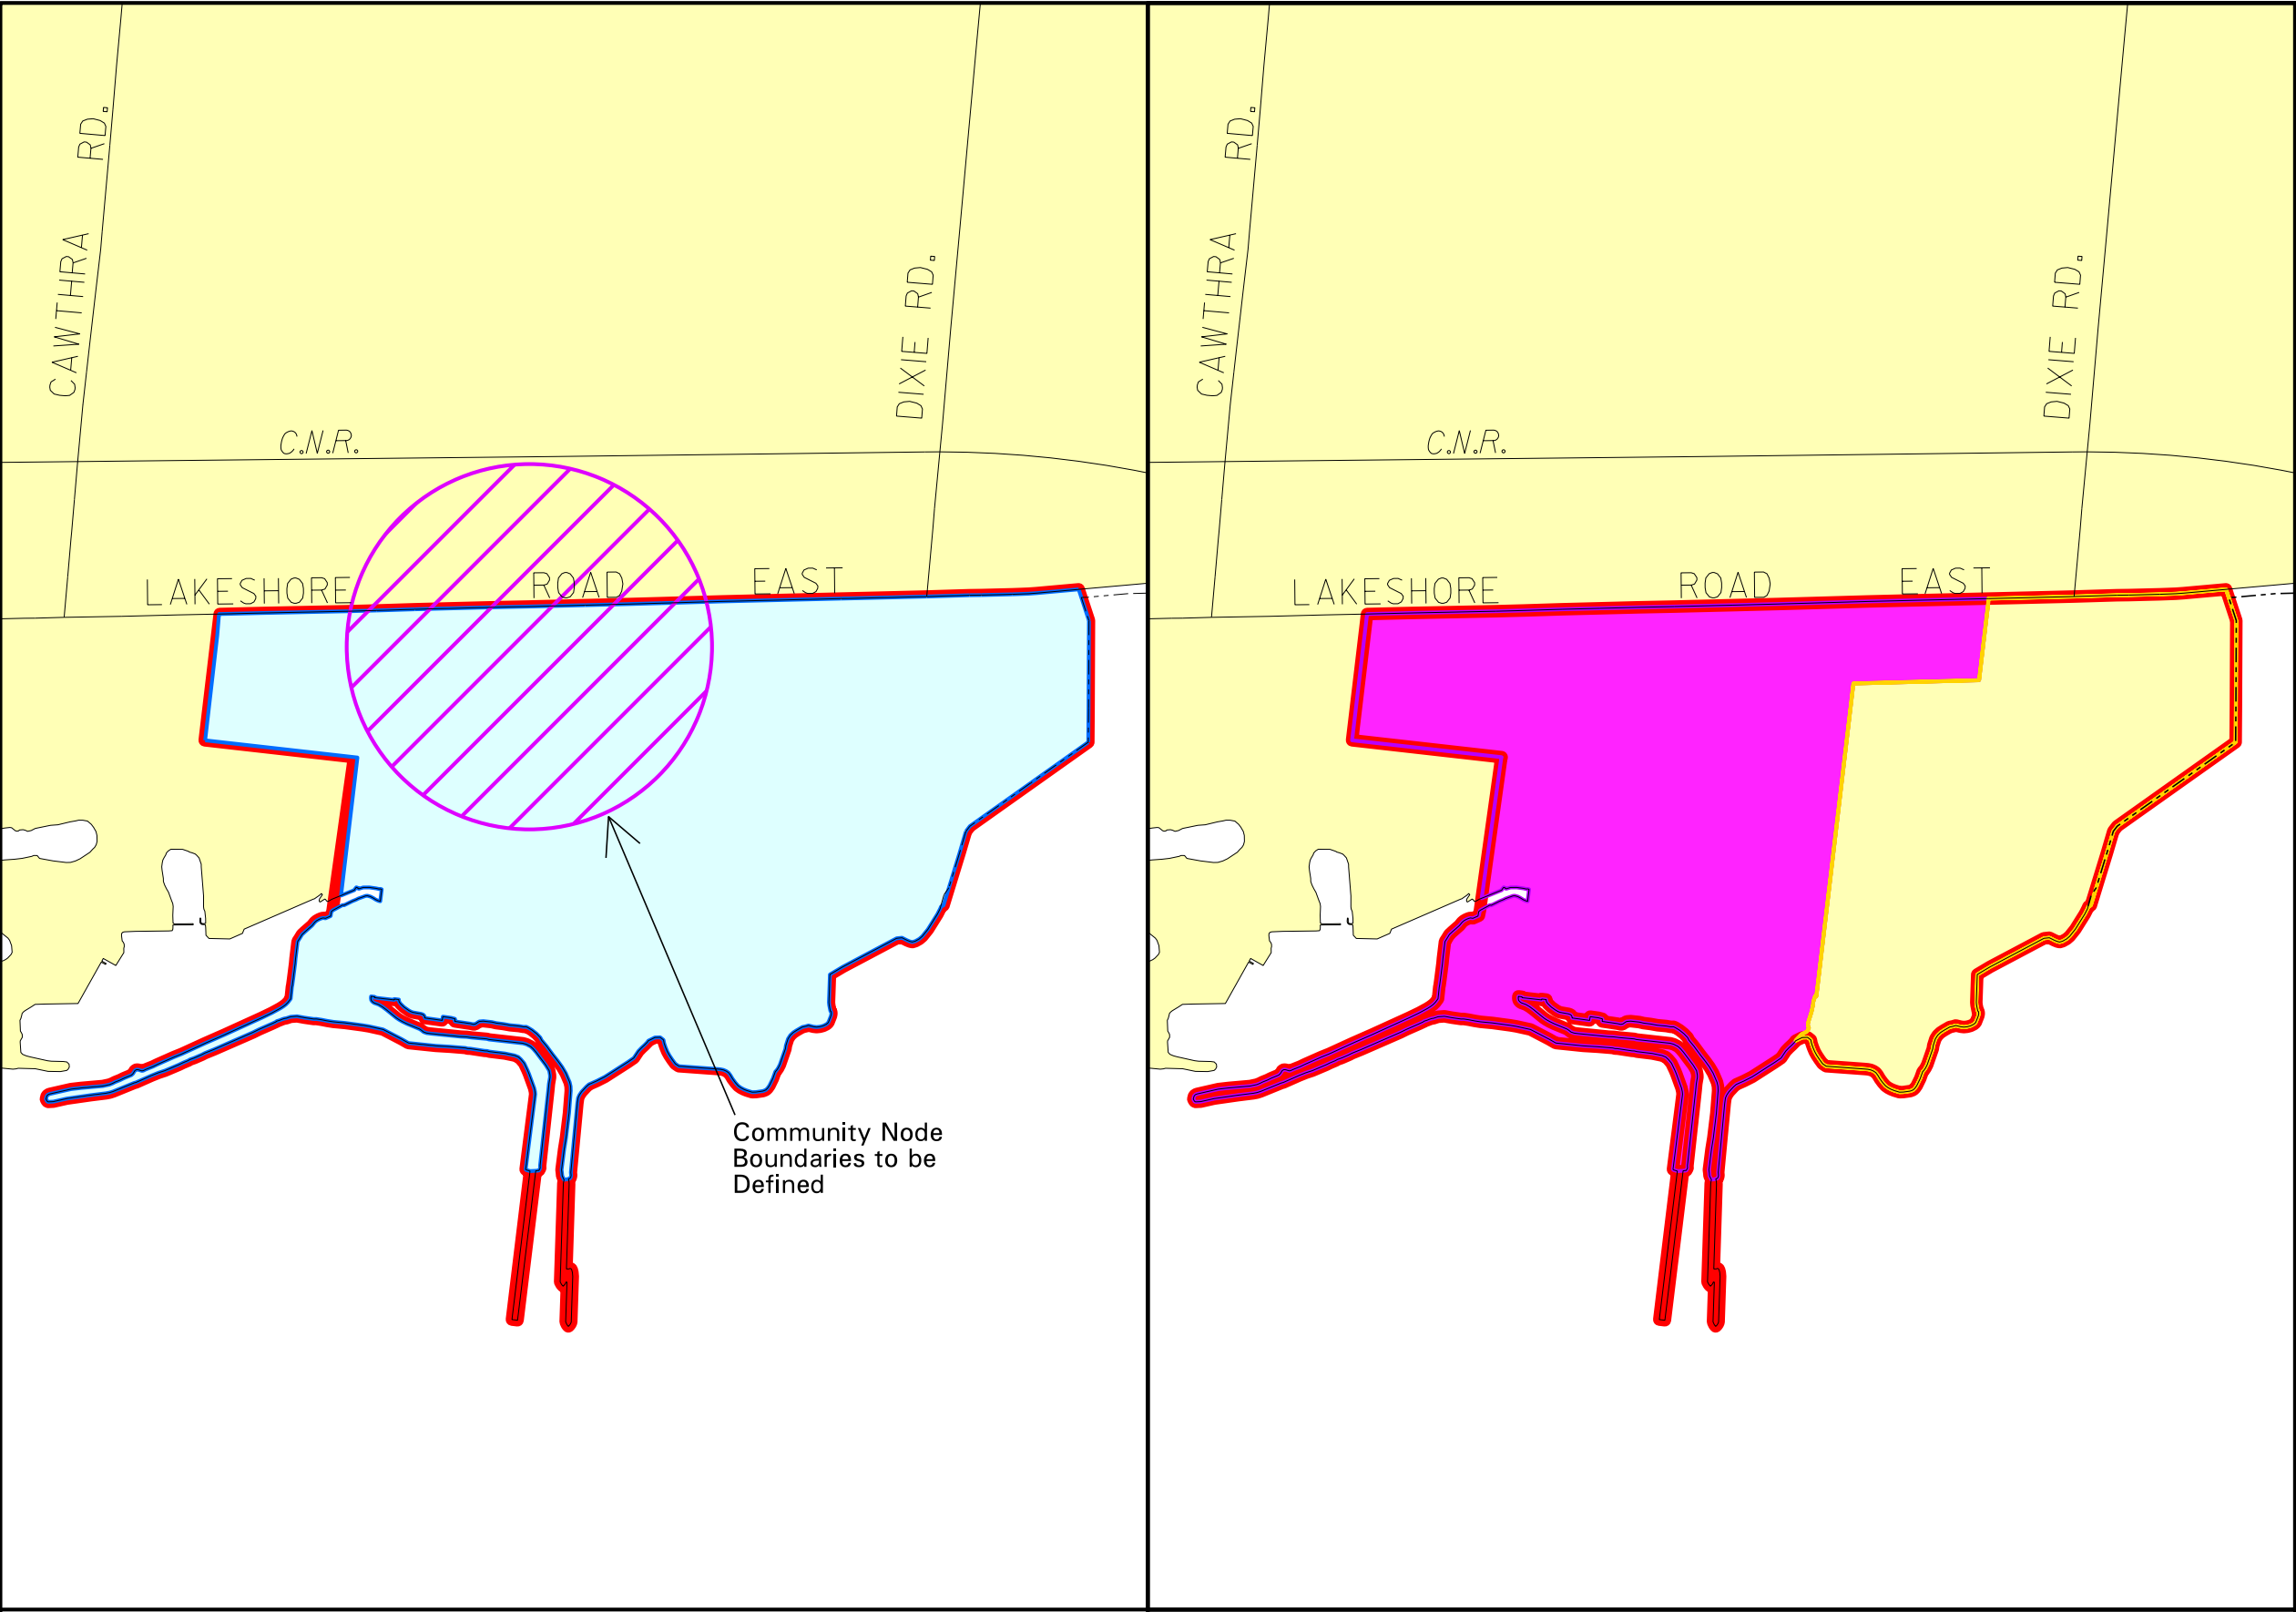 CAWTHRA RD.
DIXIE RD.
C.N.R.
LAKESHORE ROAD EAST
Community Node
Boundaries to be
Defined
CAWTHRA RD.
DIXIE RD.
C.N.R.
LAKESHORE ROAD EAST